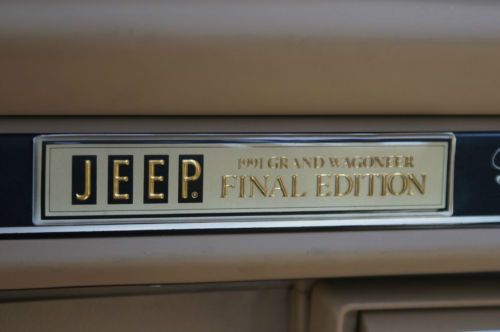 JEEP®
1991 GRAND WAGONEER
FINAL EDITION